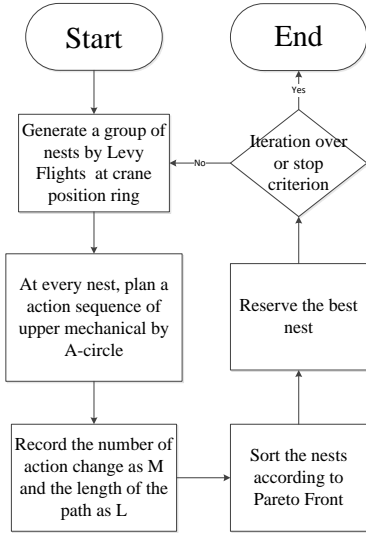 Start
Generate a group of
nests by Levy
Flights at crane
position ring
At every nest, plan a
action sequence of
upper mechanical by
A-circle
Record the number of
action change as M
and the length of the
path as L
Sort the nests
according to
Pareto Front
Reserve the best
nest
Iteration over
or stop
criterion
No
Yes
End